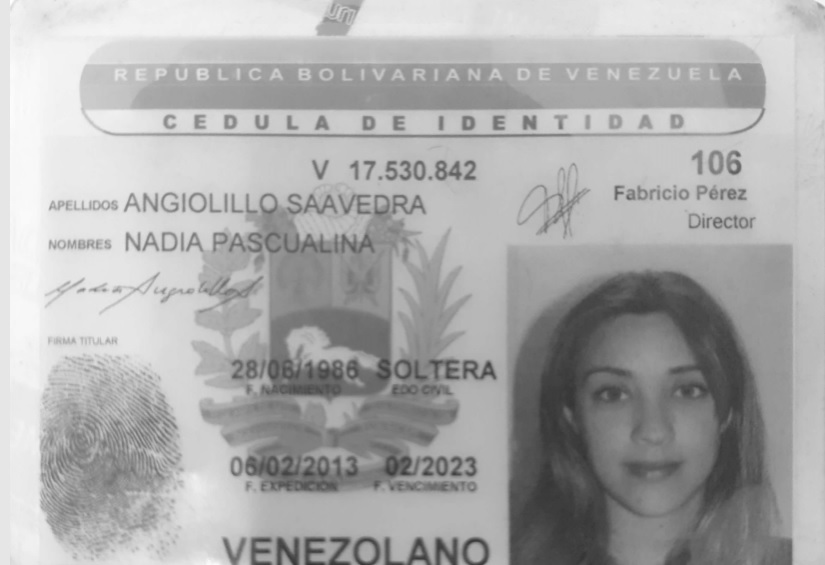 REPUBLICA BOLIVARIANA DE VENEZUELA
CEDULA DE IDENTIDAD
V 17.530.842
106
Fabricio Pérez
Director
APELLIDOS ANGIOLILLO SAAVEDRA
NOMBRES NADIA PASCUALINA
Nadia Angiolillo S
FIRMA TITULAR
28/08/1986 SOLTERA
F. NACIMIENTO EDO CIVIL
06/02/2013 02/2023
F. EXPEDICION F. VENCIMIENTO
VENEZOLANO